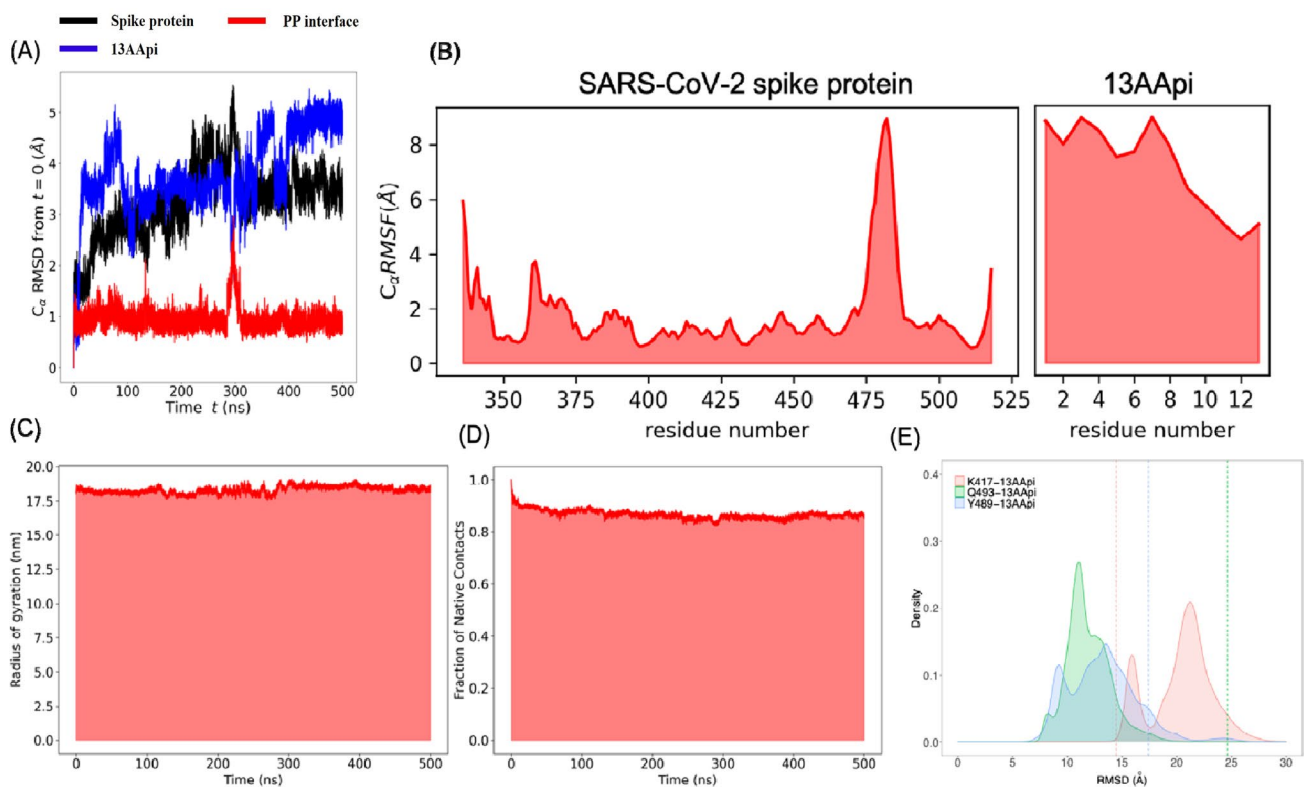 Spike protein
PP interface
13AApi
(A)
Cα RMSD from t = 0 (Å)
5
4
3
2
1
0
0 100 200 300 400 500
Time t (ns)
(B)
SARS-CoV-2 spike protein
13AApi
CαRMSF(Å)
8
6
4
2
0
350 375 400 425 450 475 500 525
residue number
2 4 6 8 10 12
residue number
(C)
Radius of gyration (nm)
20.0
17.5
15.0
12.5
10.0
7.5
5.0
2.5
0.0
0 100 200 300 400 500
Time (ns)
(D)
Fraction of Native Contacts
1.0
0.8
0.6
0.4
0.2
0.0
0 100 200 300 400 500
Time (ns)
(E)
K417-13AApi
Q493-13AApi
Y489-13AApi
Density
0.4
0.3
0.2
0.1
0.0
0 5 10 15 20 25 30
RMSD (Å)